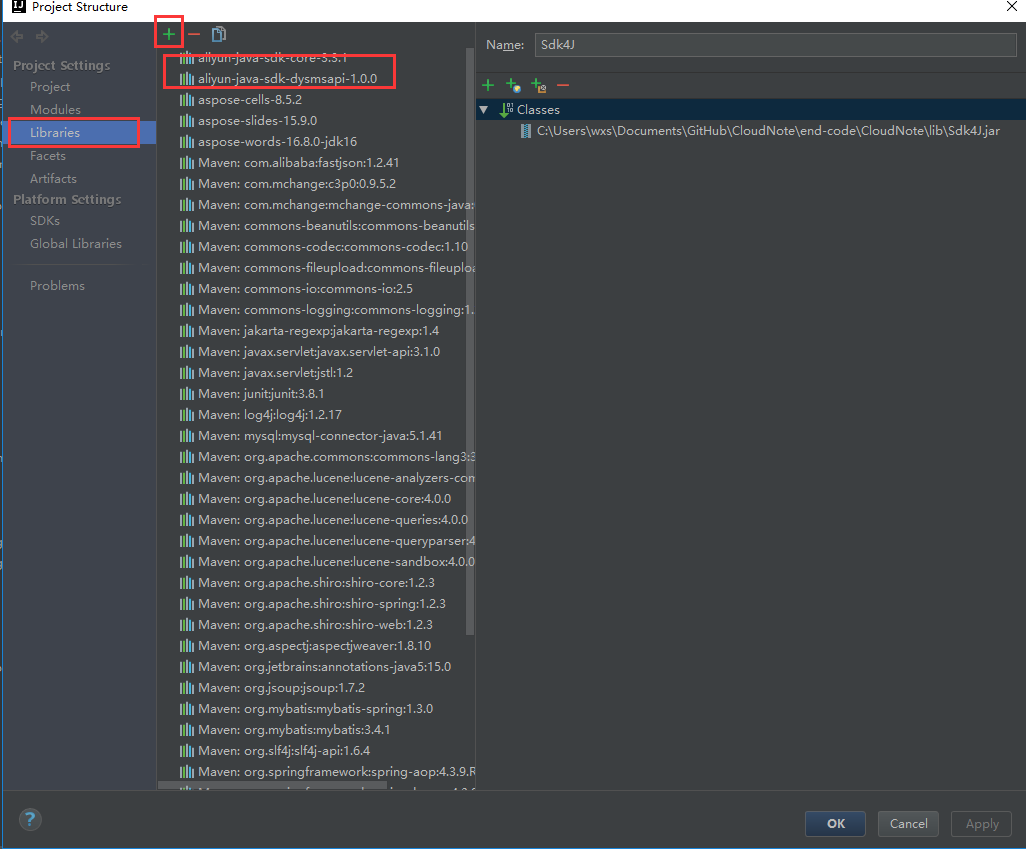 IJ Project Structure
Project Settings
Project
Modules
Libraries
Facets
Artifacts
Platform Settings
SDKs
Global Libraries
Problems
aliyun-java-sdk-core-3.3.1
aliyun-java-sdk-dysmsapi-1.0.0
aspose-cells-8.5.2
aspose-slides-15.9.0
aspose-words-16.8.0-jdk16
Maven: com.alibaba:fastjson:1.2.41
Maven: com.mchange:c3p0:0.9.5.2
Maven: com.mchange:mchange-commons-java:
Maven: commons-beanutils:commons-beanutils
Maven: commons-codec:commons-codec:1.10
Maven: commons-fileupload:commons-fileuploa
Maven: commons-io:commons-io:2.5
Maven: commons-logging:commons-logging:1.
Maven: jakarta-regexp:jakarta-regexp:1.4
Maven: javax.servlet:javax.servlet-api:3.1.0
Maven: javax.servlet:jstl:1.2
Maven: junit:junit:3.8.1
Maven: log4j:log4j:1.2.17
Maven: mysql:mysql-connector-java:5.1.41
Maven: org.apache.commons:commons-lang3:3
Maven: org.apache.lucene:lucene-analyzers-con
Maven: org.apache.lucene:lucene-core:4.0.0
Maven: org.apache.lucene:lucene-queries:4.0.0
Maven: org.apache.lucene:lucene-queryparser:4
Maven: org.apache.lucene:lucene-sandbox:4.0.0
Maven: org.apache.shiro:shiro-core:1.2.3
Maven: org.apache.shiro:shiro-spring:1.2.3
Maven: org.apache.shiro:shiro-web:1.2.3
Maven: org.aspectj:aspectjweaver:1.8.10
Maven: org.jetbrains:annotations-java5:15.0
Maven: org.jsoup:jsoup:1.7.2
Maven: org.mybatis:mybatis-spring:1.3.0
Maven: org.mybatis:mybatis:3.4.1
Maven: org.slf4j:slf4j-api:1.6.4
Maven: org.springframework:spring-aop:4.3.9.R
Name: Sdk4J
Classes
C:\Users\wxs\Documents\GitHub\CloudNote\end-code\CloudNote\lib\Sdk4J.jar
?
OK Cancel Apply